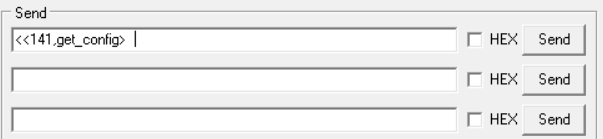 Send
<<141,get_config> HEX Send
HEX Send
HEX Send